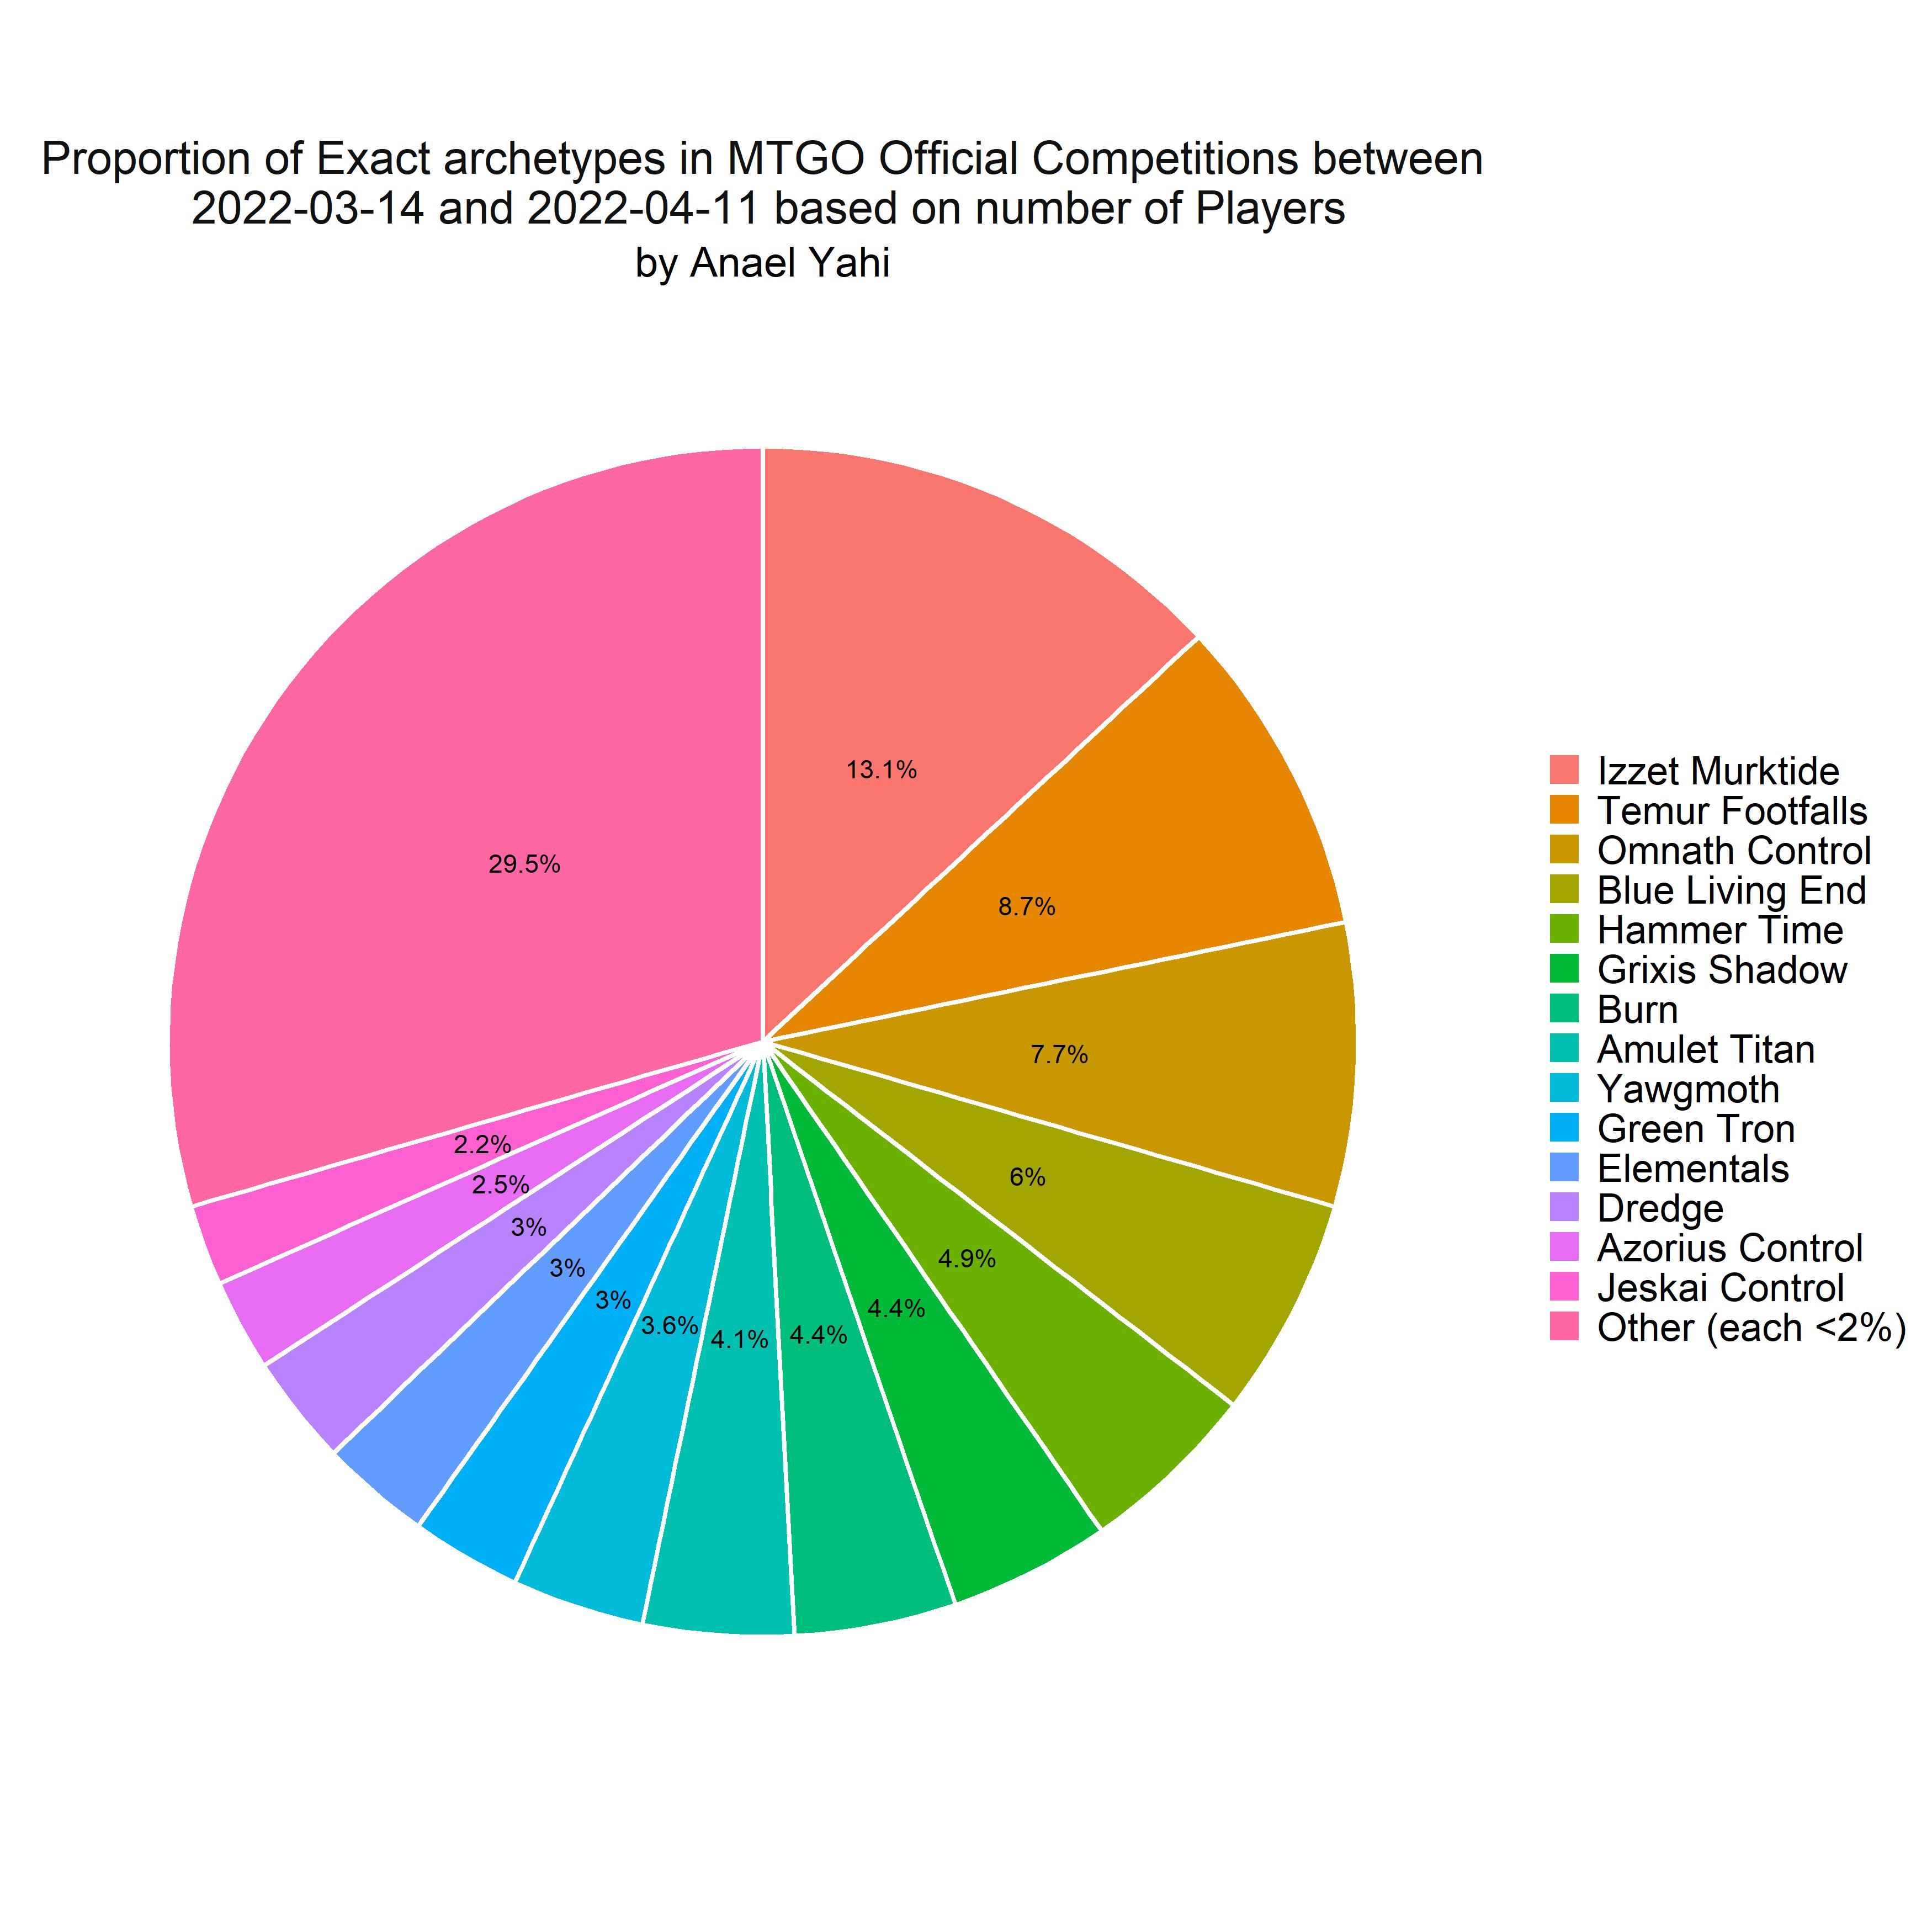 Proportion of Exact archetypes in MTGO Official Competitions between
2022-03-14 and 2022-04-11 based on number of Players
by Anael Yahi
13.1%
8.7%
7.7%
6%
4.9%
4.4%
4.4%
4.1%
3.6%
3%
3%
3%
2.5%
2.2%
29.5%
Izzet Murktide
Temur Footfalls
Omnath Control
Blue Living End
Hammer Time
Grixis Shadow
Burn
Amulet Titan
Yawgmoth
Green Tron
Elementals
Dredge
Azorius Control
Jeskai Control
Other (each <2%)